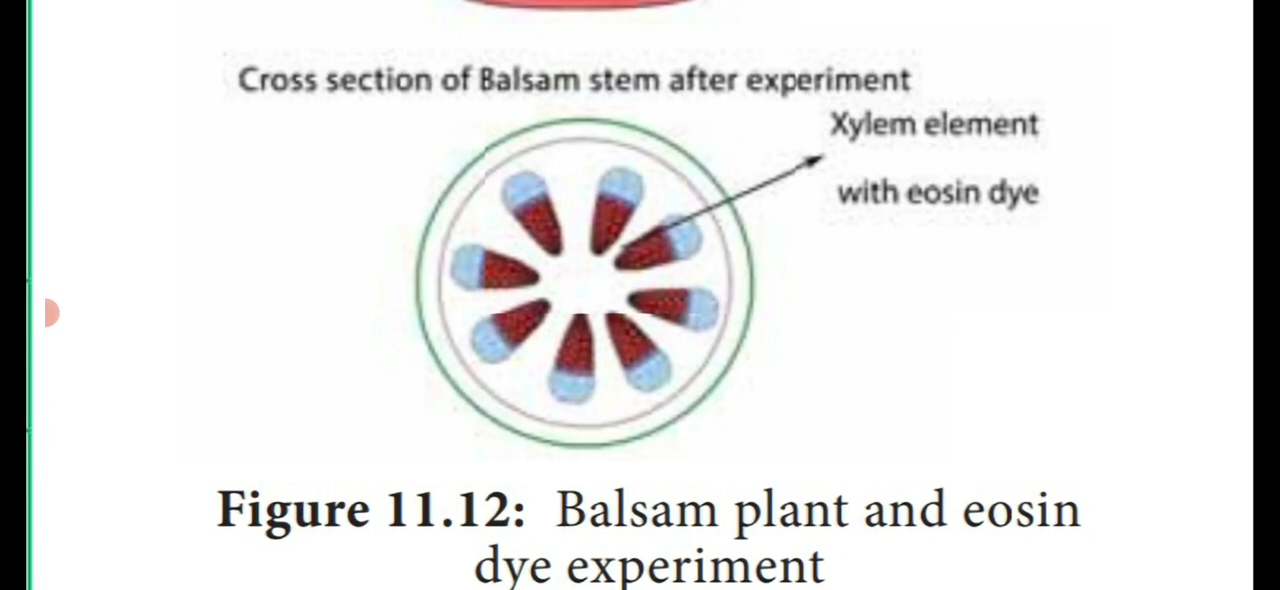 Cross section of Balsam stem after experiment
Xylem element
with eosin dye
Figure 11.12: Balsam plant and eosin
dye experiment